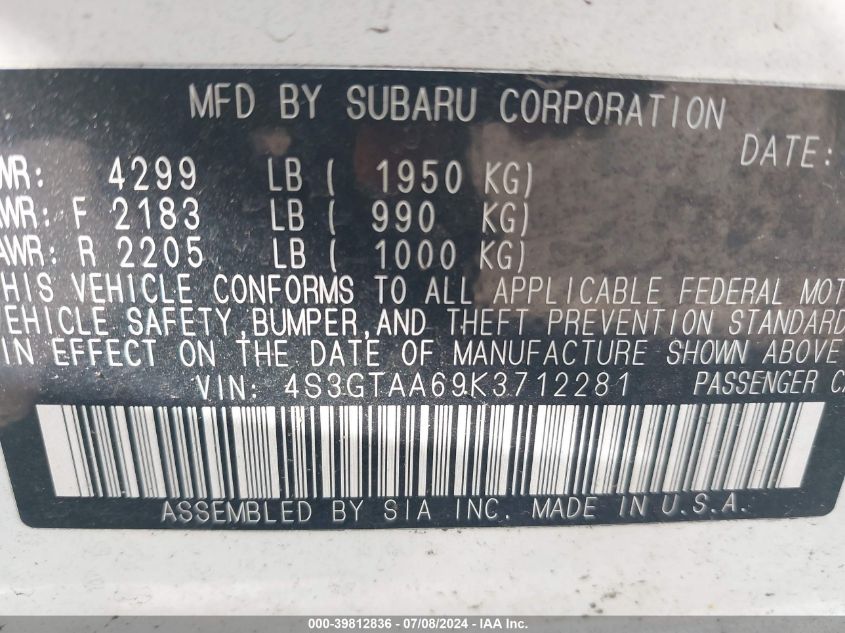 MFD BY SUBARU CORPORATION
DATE:
WR: 4299 LB ( 1950 KG)
WR: F 2183 LB ( 990 KG)
AWR: R 2205 LB ( 1000 KG)
HIS VEHICLE CONFORMS TO ALL APPLICABLE FEDERAL MOT
EHICLE SAFETY,BUMPER,AND THEFT PREVENTION STANDARD
IN EFFECT ON THE DATE OF MANUFACTURE SHOWN ABOVE
VIN: 4S3GTAA69K3712281 PASSENGER CA
ASSEMBLED BY SIA INC. MADE IN U.S.A.
000-39812836 - 07/08/2024 - IAA Inc.